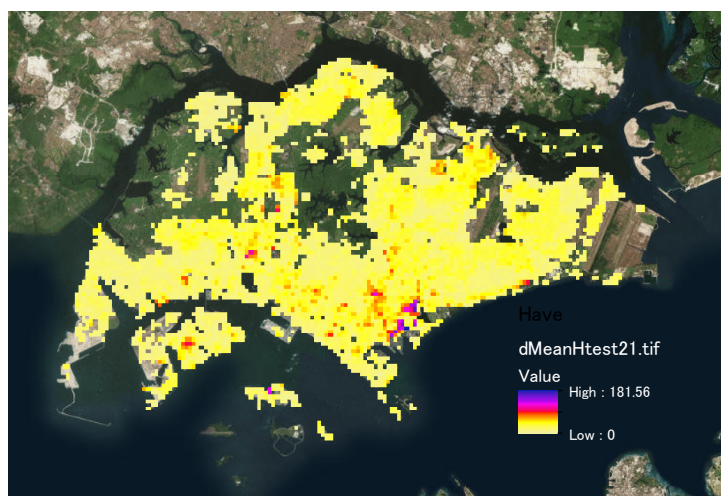 Have
dMeanHtest21.tif
Value
High : 181.56
Low : 0